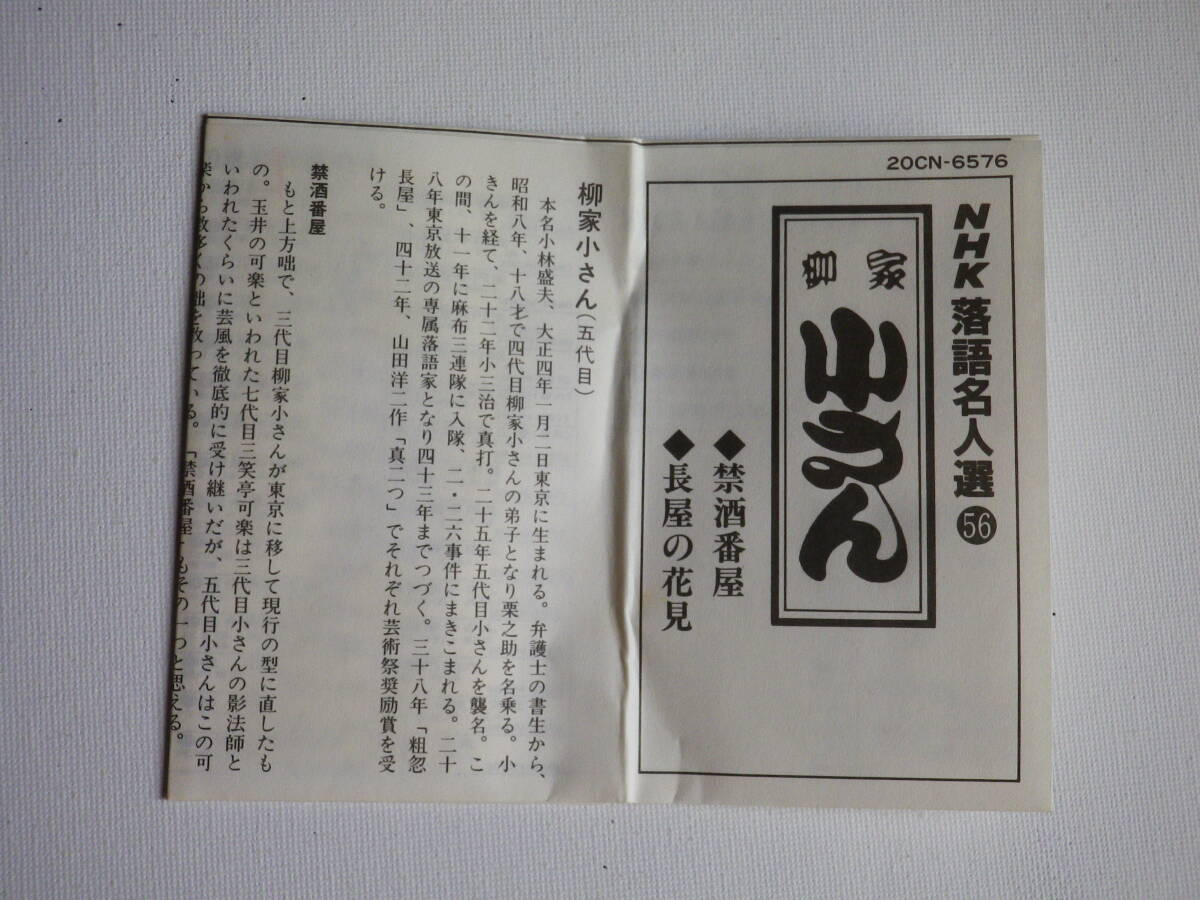 20CN-6576
NHK落語名人選56
柳家
小さん
◆禁酒番屋
◆長屋の花見
柳家小さん(五代目)
本名小林盛夫、大正四年一月二日東京に生まれる。弁護士の書生から、
昭和八年、十八才で四代目柳家小さんの弟子となり栗之助を名乗る。小
きんを経て、二十二年小三治で真打。二十五年五代目小さんを襲名。こ
の間、十一年に麻布三連隊に入隊、二・二六事件にまきこまれる。二十
八年東京放送の専属落語家となり四十三年までつづく。三十八年「粗忽
長屋」、四十二年、山田洋二作「真二つ」でそれぞれ芸術祭奨励賞を受
ける。
禁酒番屋
もと上方咄で、三代目柳家小さんが東京に移して現行の型に直したも
の。玉井の可楽といわれた七代目三笑亭可楽は三代目小さんの影法師と
いわれたくらいに芸風を徹底的に受け継いだが、五代目小さんはこの可
楽から数多くの咄を教っている。「禁酒番屋」もその一つと思える。